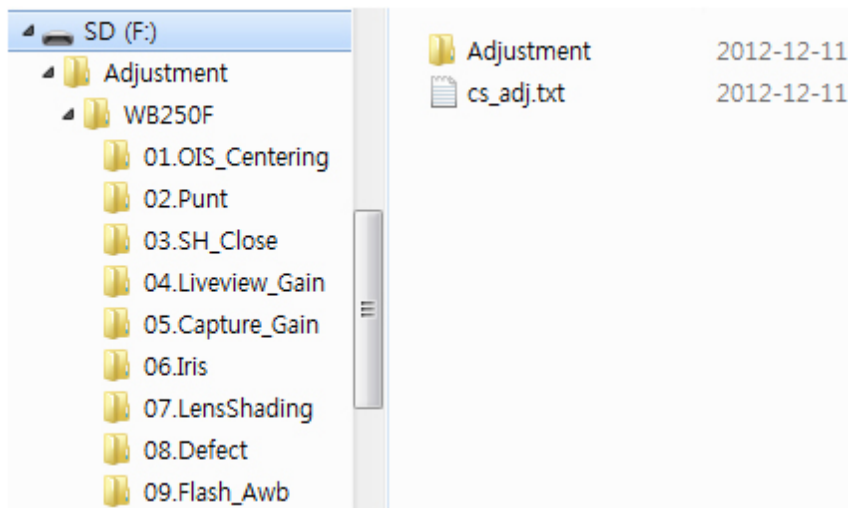 SD (F:)
Adjustment
WB250F
01.OIS_Centering
02.Punt
03.SH_Close
04.Liveview_Gain
05.Capture_Gain
06.Iris
07.LensShading
08.Defect
09.Flash_Awb
Adjustment 2012-12-11
cs_adj.txt 2012-12-11